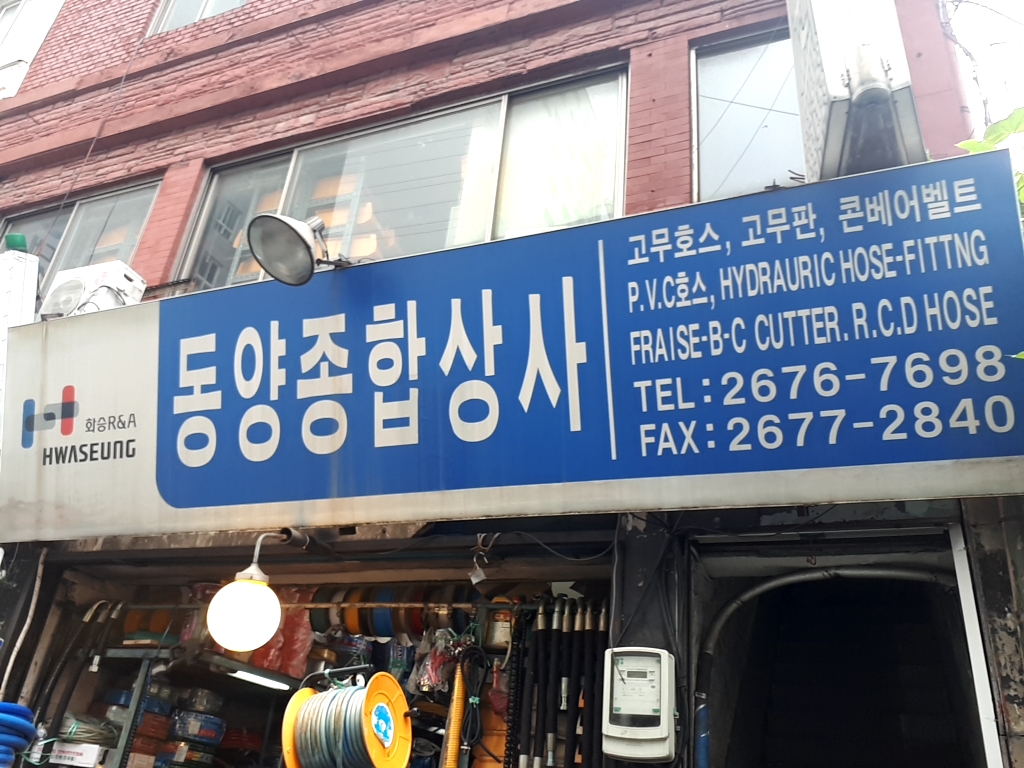 화승R&A
HWASEUNG
동양종합상사
고무호스, 고무판, 콘베어벨트
P.V.C호스, HYDRAURIC HOSE-FITTNG
FRAISE-B-C CUTTER. R.C.D HOSE
TEL : 2676-7698
FAX : 2677-2840